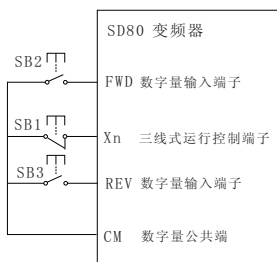 SD80 变频器
SB2
FWD 数字量输入端子
SB1
Xn 三线式运行控制端子
SB3
REV 数字量输入端子
CM 数字量公共端